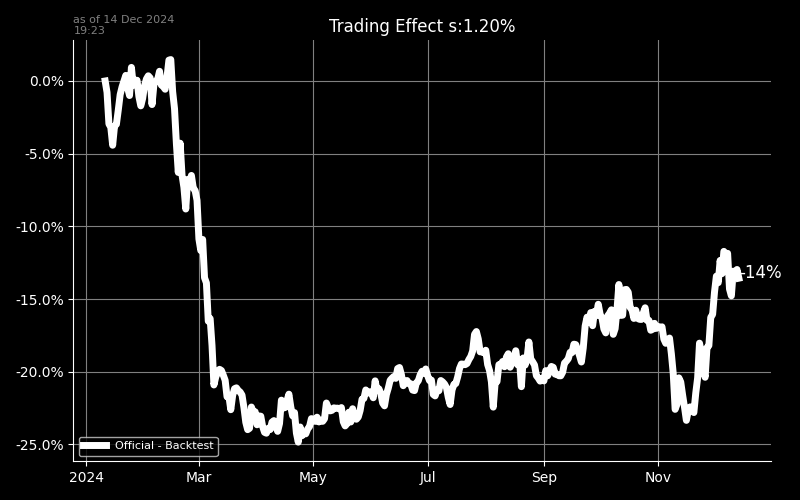 as of 14 Dec 2024
19:23
Trading Effect s:1.20%
0.0%
-5.0%
-10.0%
-15.0%
-20.0%
-25.0%
-14%
Official - Backtest
2024
Mar
May
Jul
Sep
Nov